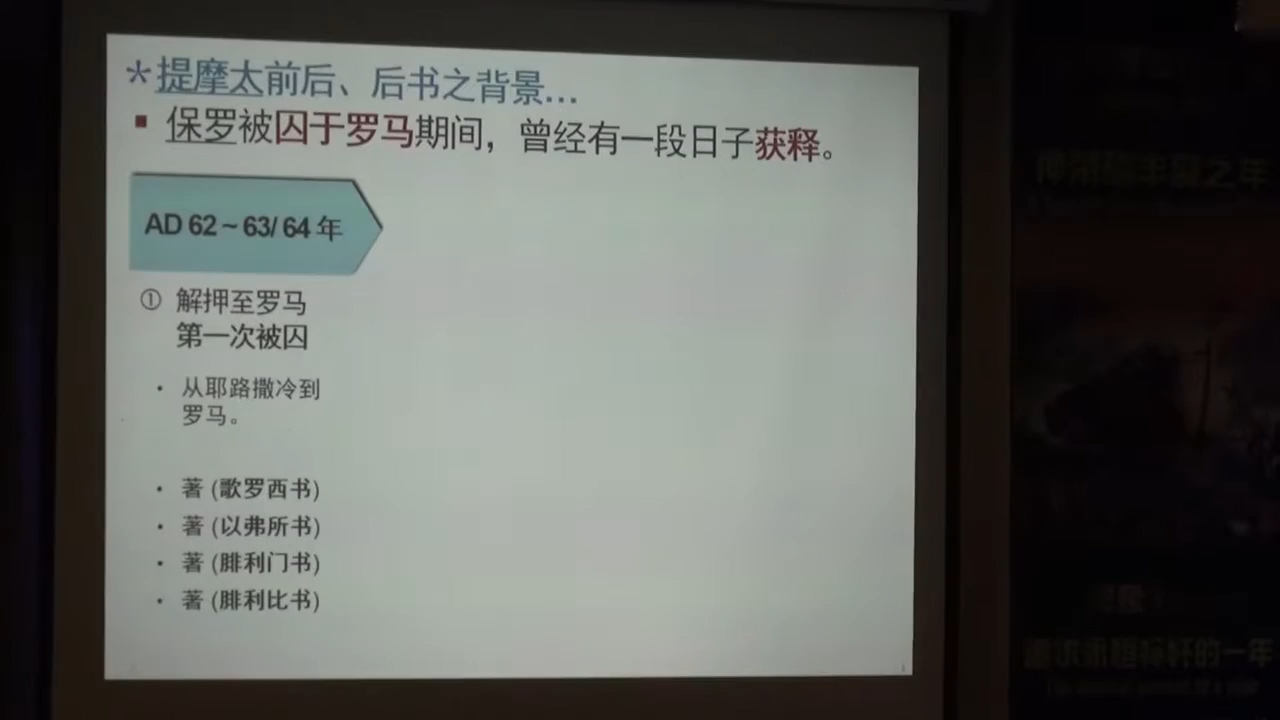 *提摩太前后、后书之背景...
▪ 保罗被囚于罗马期间，曾经有一段日子获释。
AD 62 ~ 63/ 64 年
① 解押至罗马
第一次被囚
• 从耶路撒冷到
罗马。
• 著 (歌罗西书)
• 著 (以弗所书)
• 著 (腓利门书)
• 著 (腓利比书)
的一年